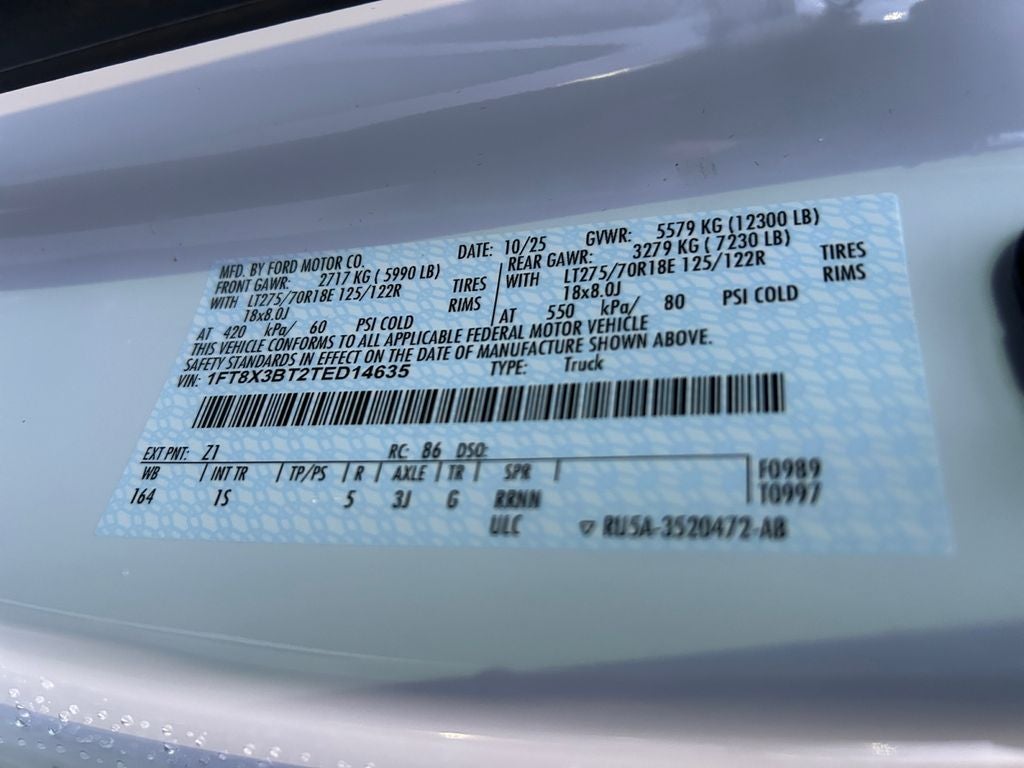 MFD. BY FORD MOTOR CO. DATE: 10/25 GVWR: 5579 KG (12300 LB)
FRONT GAWR: 2717 KG ( 5990 LB) REAR GAWR: 3279 KG ( 7230 LB)
WITH LT275/70R18E 125/122R TIRES WITH LT275/70R18E 125/122R TIRES
18x8.0J RIMS 18x8.0J RIMS
AT 420 kPa/ 60 PSI COLD AT 550 kPa/ 80 PSI COLD
THIS VEHICLE CONFORMS TO ALL APPLICABLE FEDERAL MOTOR VEHICLE
SAFETY STANDARDS IN EFFECT ON THE DATE OF MANUFACTURE SHOWN ABOVE.
VIN: 1FT8X3BT2TED14635 TYPE: Truck
EXT PNT: Z1 RC: B6 DSO:
WB INT TR TP/PS R AXLE TR SPR F0989
164 1S 5 3J G RRNN T0997
ULC ▽ RU5A-3520472-AB